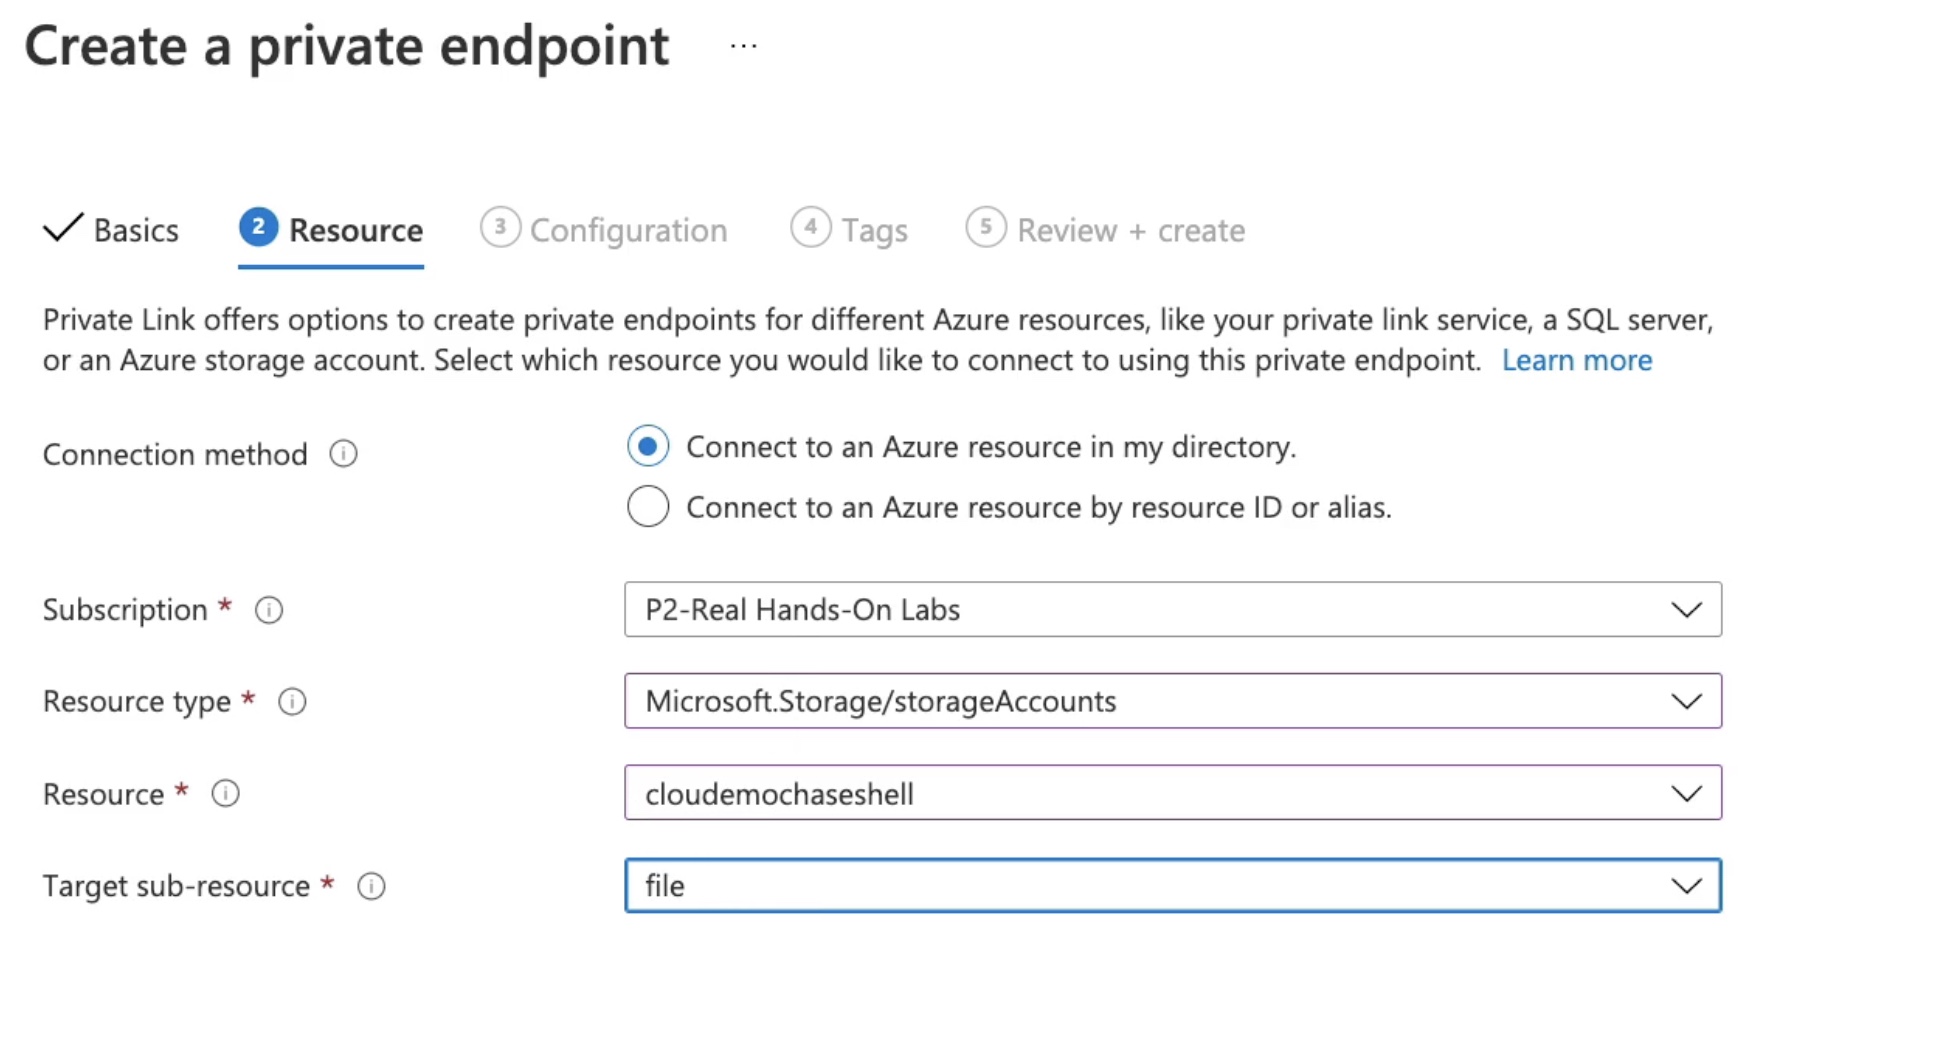 Create a private endpoint ...
Basics 2 Resource 3 Configuration 4 Tags 5 Review + create
Private Link offers options to create private endpoints for different Azure resources, like your private link service, a SQL server,
or an Azure storage account. Select which resource you would like to connect to using this private endpoint. Learn more
Connection method
Connect to an Azure resource in my directory.
Connect to an Azure resource by resource ID or alias.
Subscription * P2-Real Hands-On Labs
Resource type * Microsoft.Storage/storageAccounts
Resource * cloudemochaseshell
Target sub-resource * file